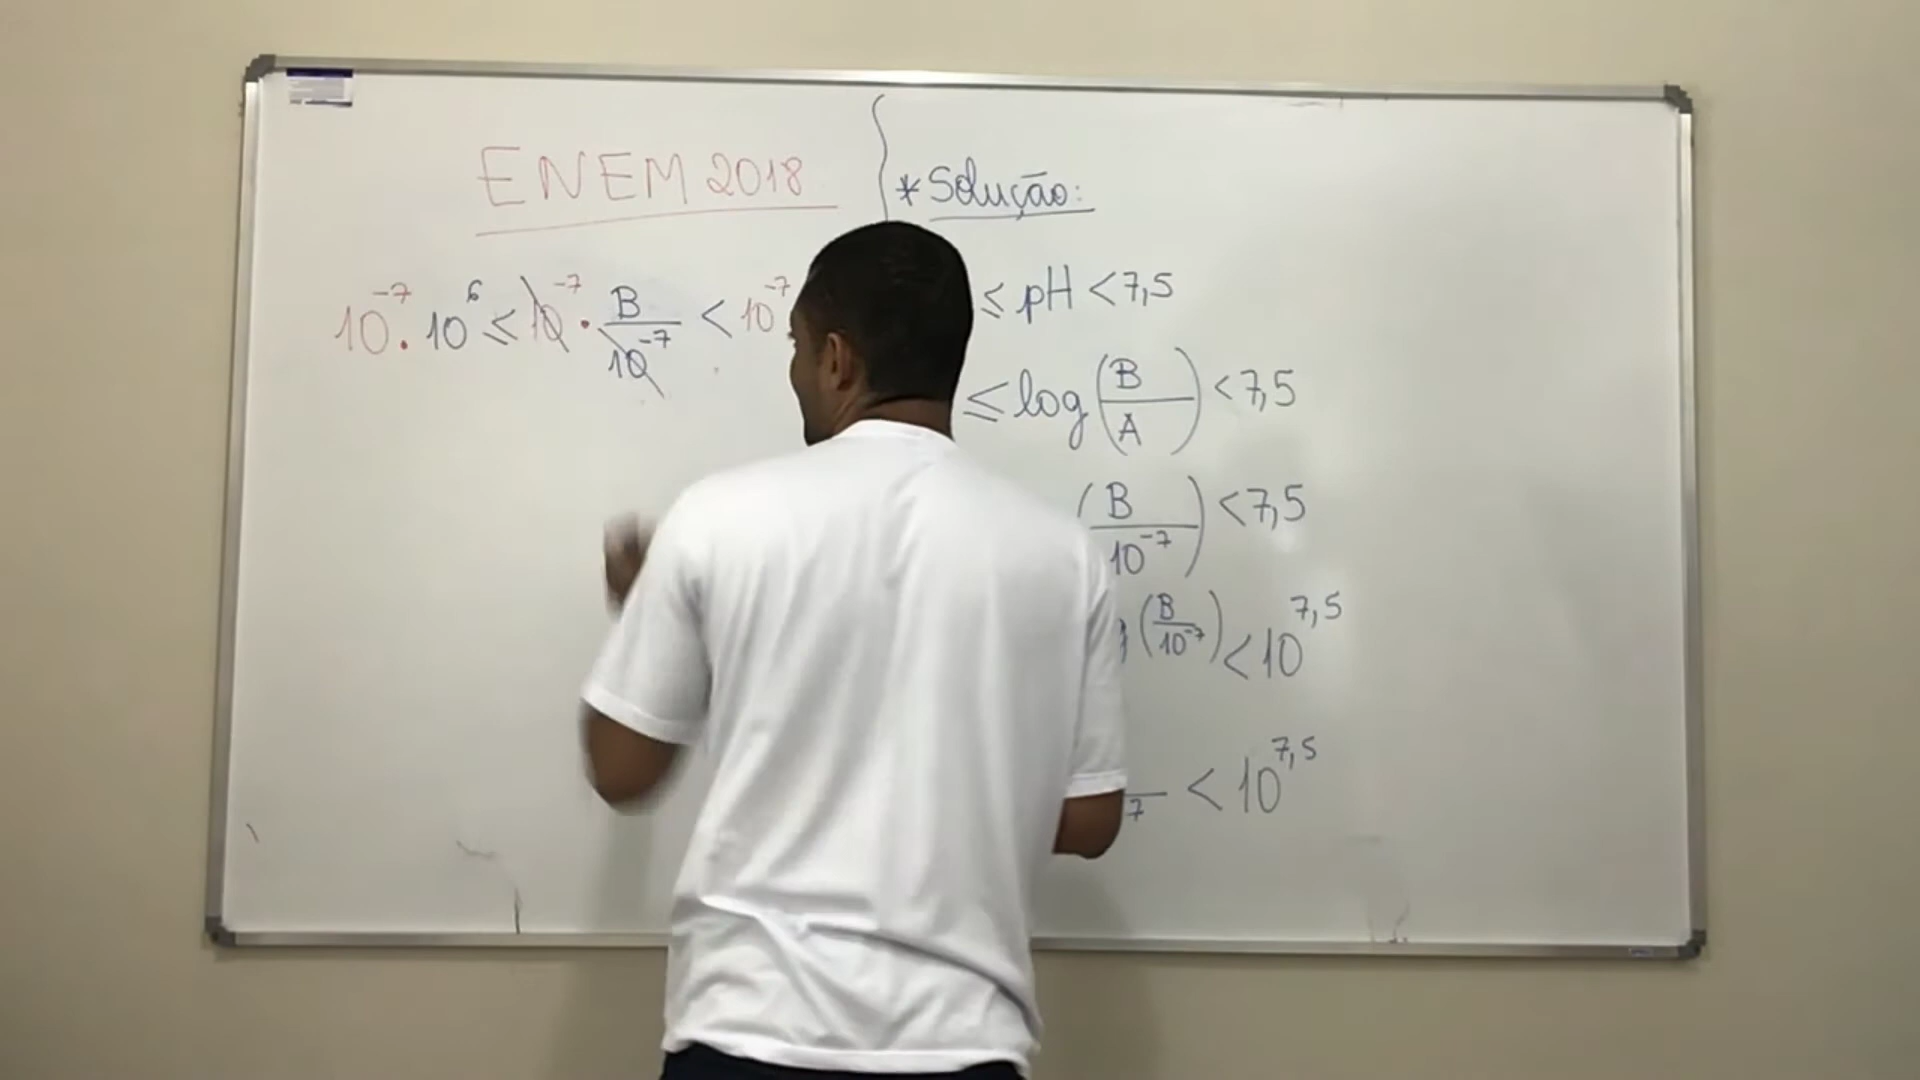 ENEM 2018
10⁻⁷ . 10⁶ ≤ 10⁻⁷ . B/10⁻⁷ < 10⁻⁷
* Solução:
≤ pH < 7,5
≤ log (B/A) < 7,5
(B/10⁻⁷) < 7,5
(B/10⁻⁷) < 10^7,5
7 < 10^7,5